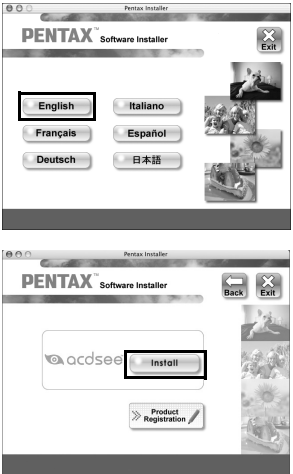 Pentax Installer
PENTAX™ Software Installer
Exit
English
Italiano
Français
Español
Deutsch
日本語
Pentax Installer
PENTAX™ Software Installer
Back
Exit
acdsee
Install
Product
Registration